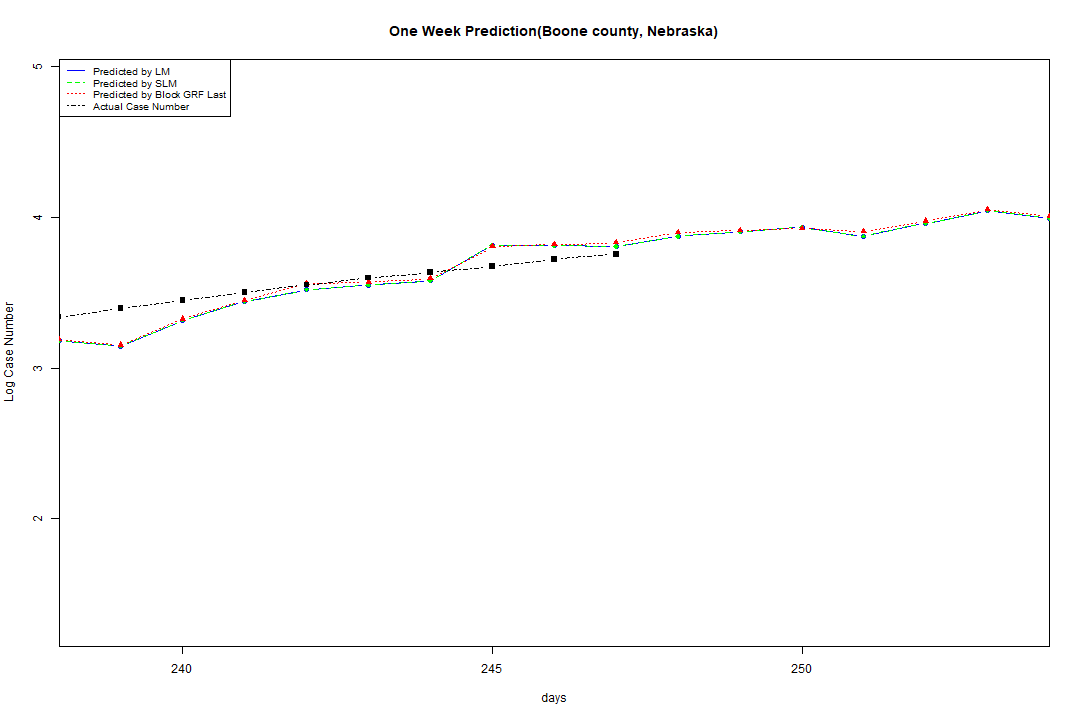 One Week Prediction(Boone county, Nebraska)
Predicted by LM
Predicted by SLM
Predicted by Block GRF Last
Actual Case Number
5
4
3
2
Log Case Number
240
245
250
days